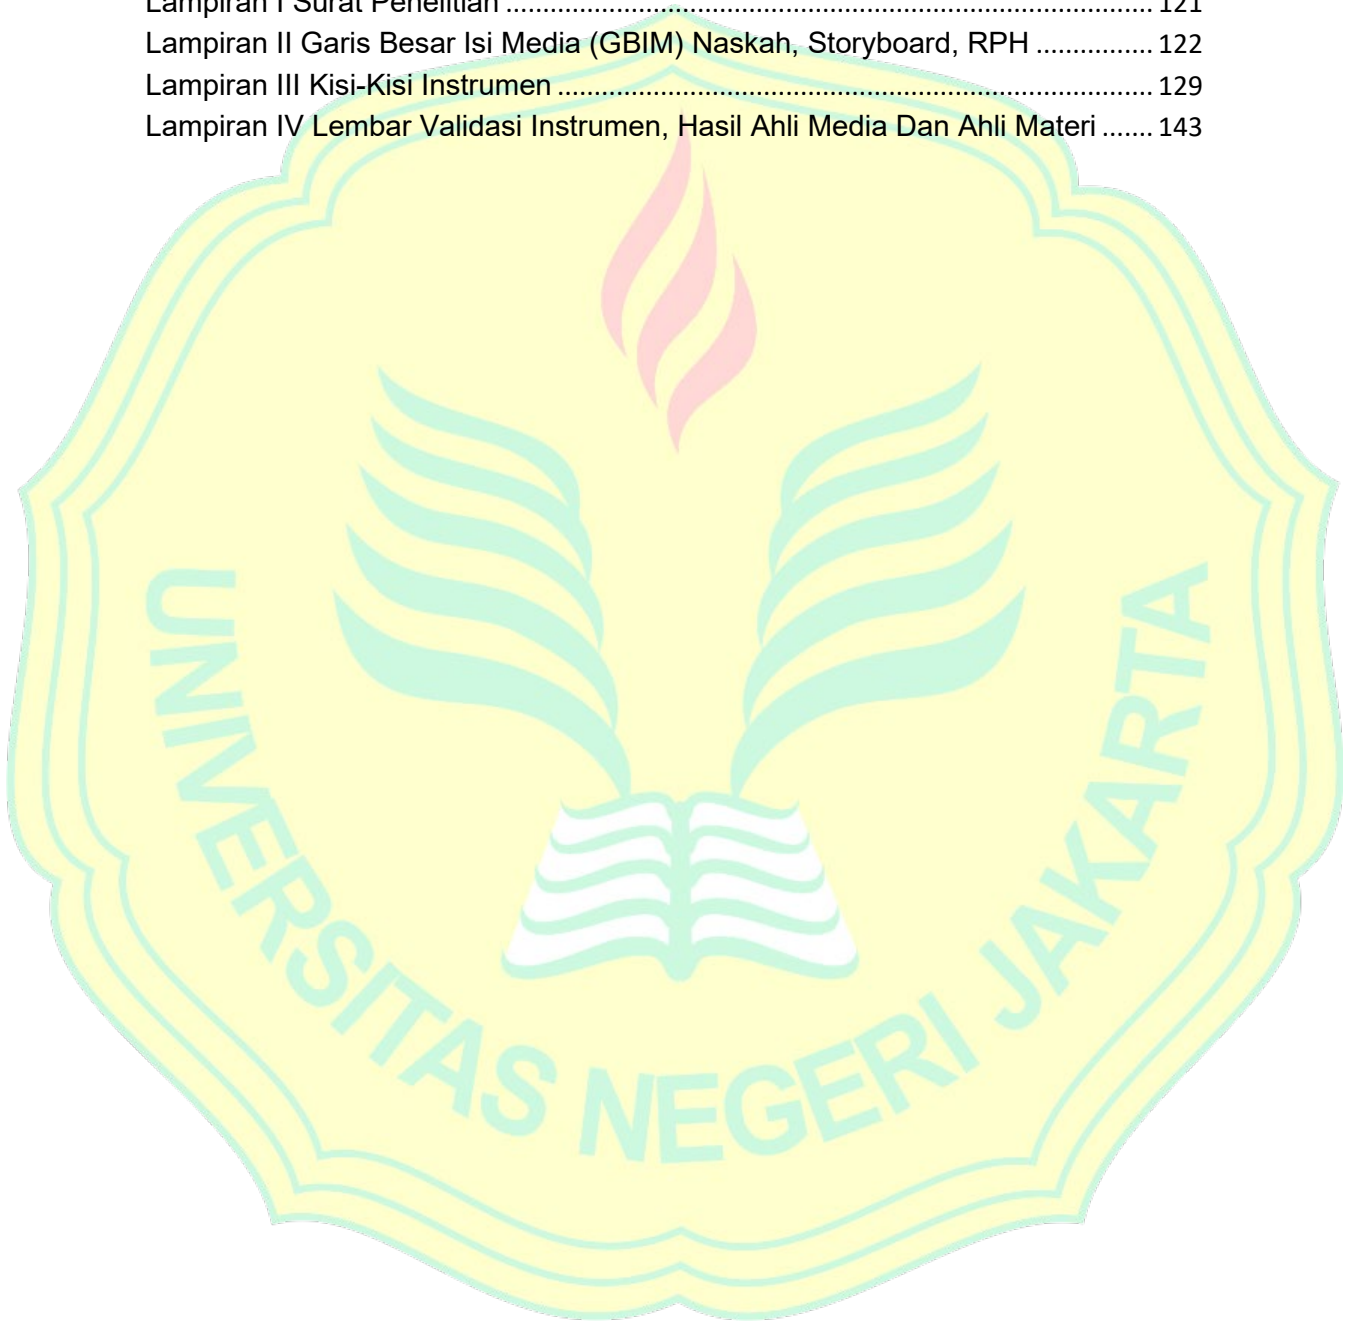 Lampiran I Surat Penelitian ........................................................................................ 121
Lampiran II Garis Besar Isi Media (GBIM) Naskah, Storyboard, RPH ................ 122
Lampiran III Kisi-Kisi Instrumen ................................................................................. 129
Lampiran IV Lembar Validasi Instrumen, Hasil Ahli Media Dan Ahli Materi ....... 143
UNIVERSITAS NEGERI JAKARTA